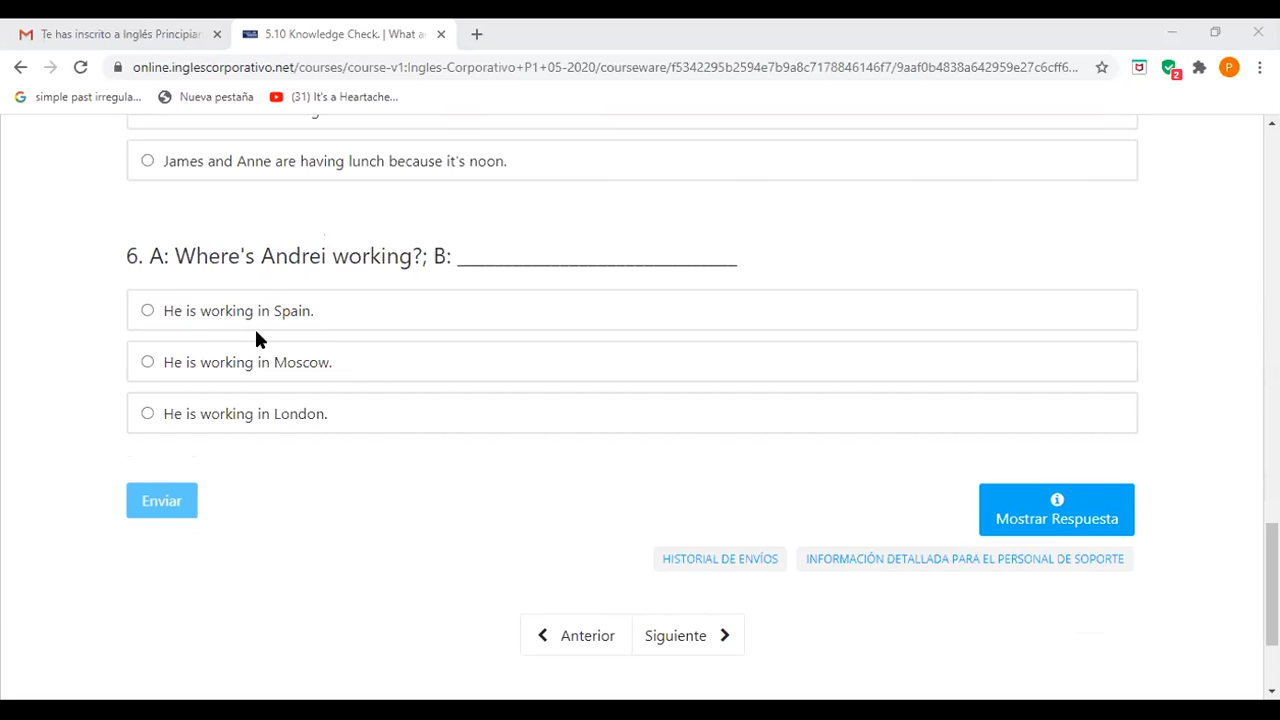 Te has inscrito a Inglés Principian
5.10 Knowledge Check. | What a
online.inglescorporativo.net/courses/course-v1:Ingles-Corporativo+P1+05-2020/courseware/f5342295b2594e7b9a8c7178846146f7/9aaf0b4838a642959e27c6cff6...
2
P
simple past irregula...
Nueva pestaña
(31) It's a Heartache...
James and Anne are having lunch because it's noon.
6. A: Where's Andrei working?; B: ___________________________
He is working in Spain.
He is working in Moscow.
He is working in London.
Enviar
Mostrar Respuesta
HISTORIAL DE ENVÍOS
INFORMACIÓN DETALLADA PARA EL PERSONAL DE SOPORTE
Anterior
Siguiente